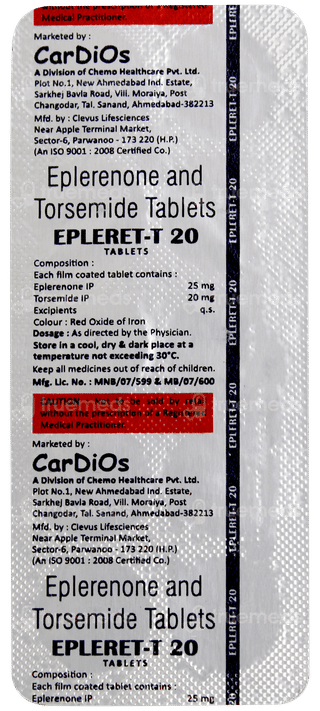 without the prescription of a Registered
Medical Practitioner.
Marketed by :
CarDiOs
A Division of Chemo Healthcare Pvt. Ltd.
Plot No.1, New Ahmedabad Ind. Estate,
Sarkhej Bavla Road, Vill. Moraiya, Post
Changodar, Tal. Sanand, Ahmedabad-382213
Mfd. by : Clevus Lifesciences
Near Apple Terminal Market,
Sector-6, Parwanoo - 173 220 (H.P.)
(An ISO 9001 : 2008 Certified Co.)
Eplerenone and
Torsemide Tablets
EPLERET-T 20
TABLETS
Composition :
Each film coated tablet contains :
Eplerenone IP 25 mg
Torsemide IP 20 mg
Excipients q.s.
Colour : Red Oxide of Iron
Dosage : As directed by the Physician.
Store in a cool, dry & dark place at a
temperature not exceeding 30°C.
Keep all medicines out of reach of children.
Mfg. Lic. No. : MNB/07/599 & MB/07/600
CAUTION : Not to be sold by retail
without the prescription of a Registered
Medical Practitioner.
Marketed by :
CarDiOs
A Division of Chemo Healthcare Pvt. Ltd.
Plot No.1, New Ahmedabad Ind. Estate,
Sarkhej Bavla Road, Vill. Moraiya, Post
Changodar, Tal. Sanand, Ahmedabad-382213
Mfd. by : Clevus Lifesciences
Near Apple Terminal Market,
Sector-6, Parwanoo - 173 220 (H.P.)
(An ISO 9001 : 2008 Certified Co.)
Eplerenone and
Torsemide Tablets
EPLERET-T 20
TABLETS
Composition :
Each film coated tablet contains :
Eplerenone IP 25 mg
EPLERET-T 20
EPLERET-T 20
EPLERET-T 20
EPLERET-T 20
EPLERET-T 20
EPLERET-T 20
20